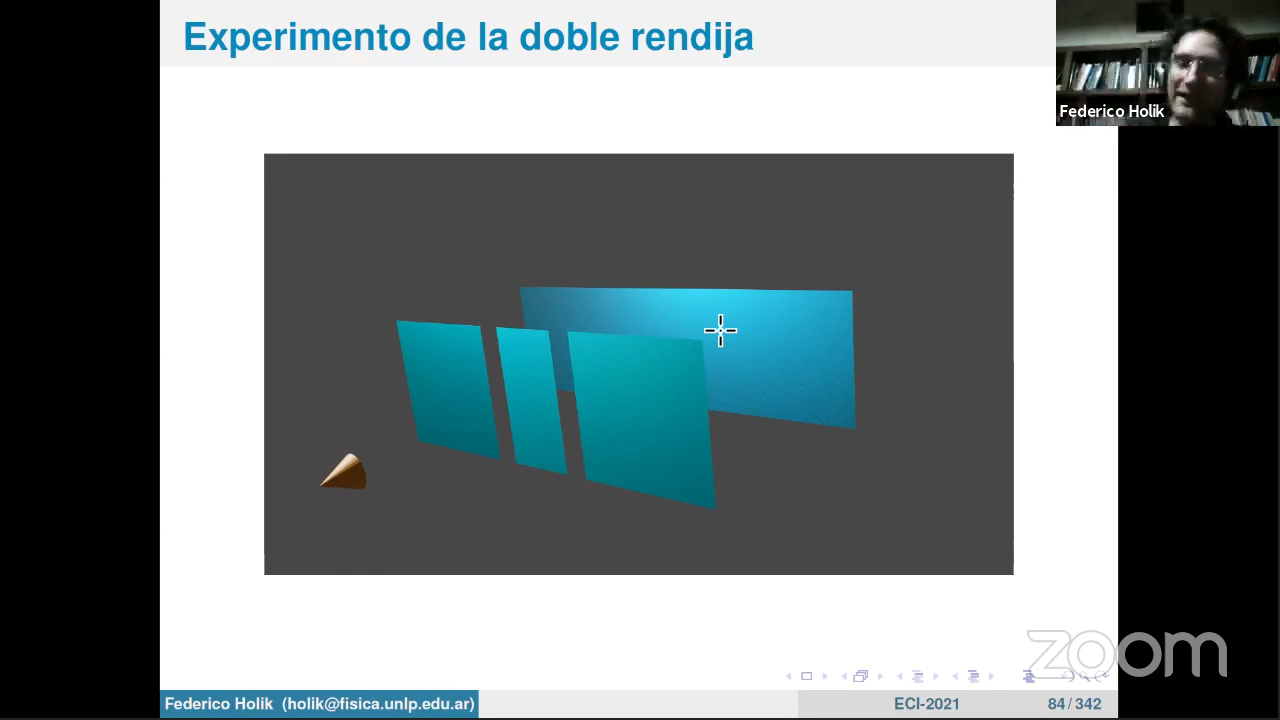 Experimento de la doble rendija
Federico Holik
zoom
Federico Holik (holik@fisica.unlp.edu.ar)
ECI-2021
84/342